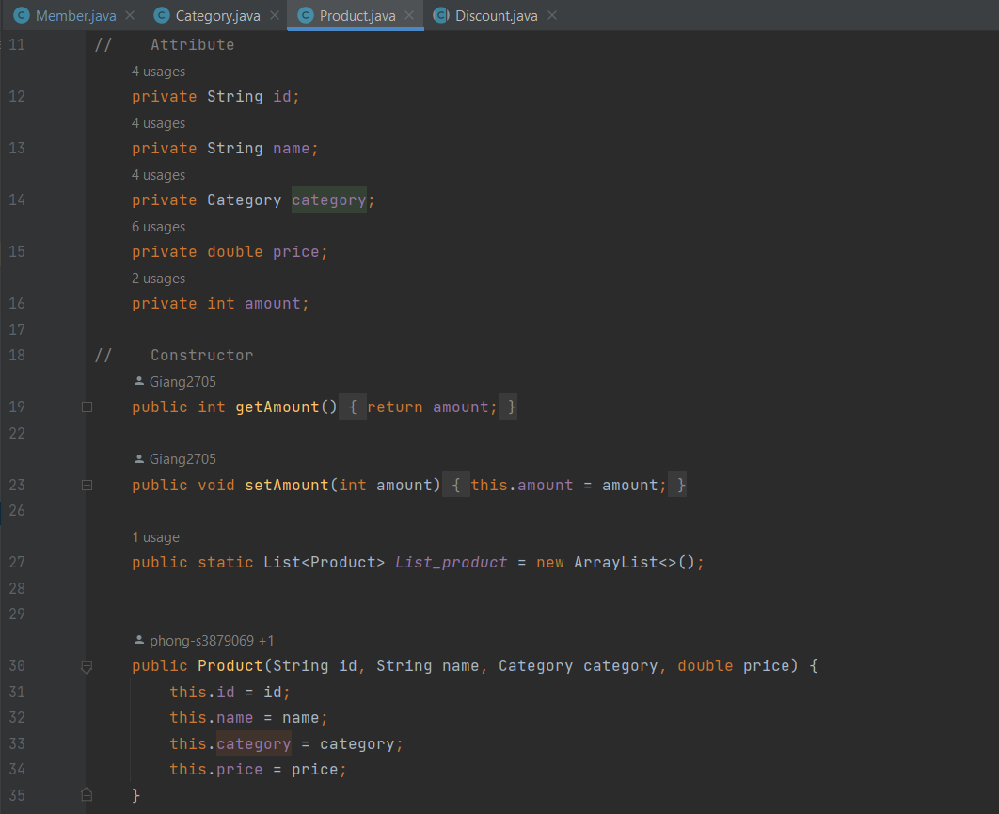 Member.java Category.java Product.java Discount.java
11 // Attribute
4 usages
12 private String id;
4 usages
13 private String name;
4 usages
14 private Category category;
6 usages
15 private double price;
2 usages
16 private int amount;
17
18 // Constructor
Giang2705
19 public int getAmount() { return amount; }
22
Giang2705
23 public void setAmount(int amount) { this.amount = amount; }
26
1 usage
27 public static List<Product> List_product = new ArrayList<>();
28
29
phong-s3879069 +1
30 public Product(String id, String name, Category category, double price) {
31 this.id = id;
32 this.name = name;
33 this.category = category;
34 this.price = price;
35 }